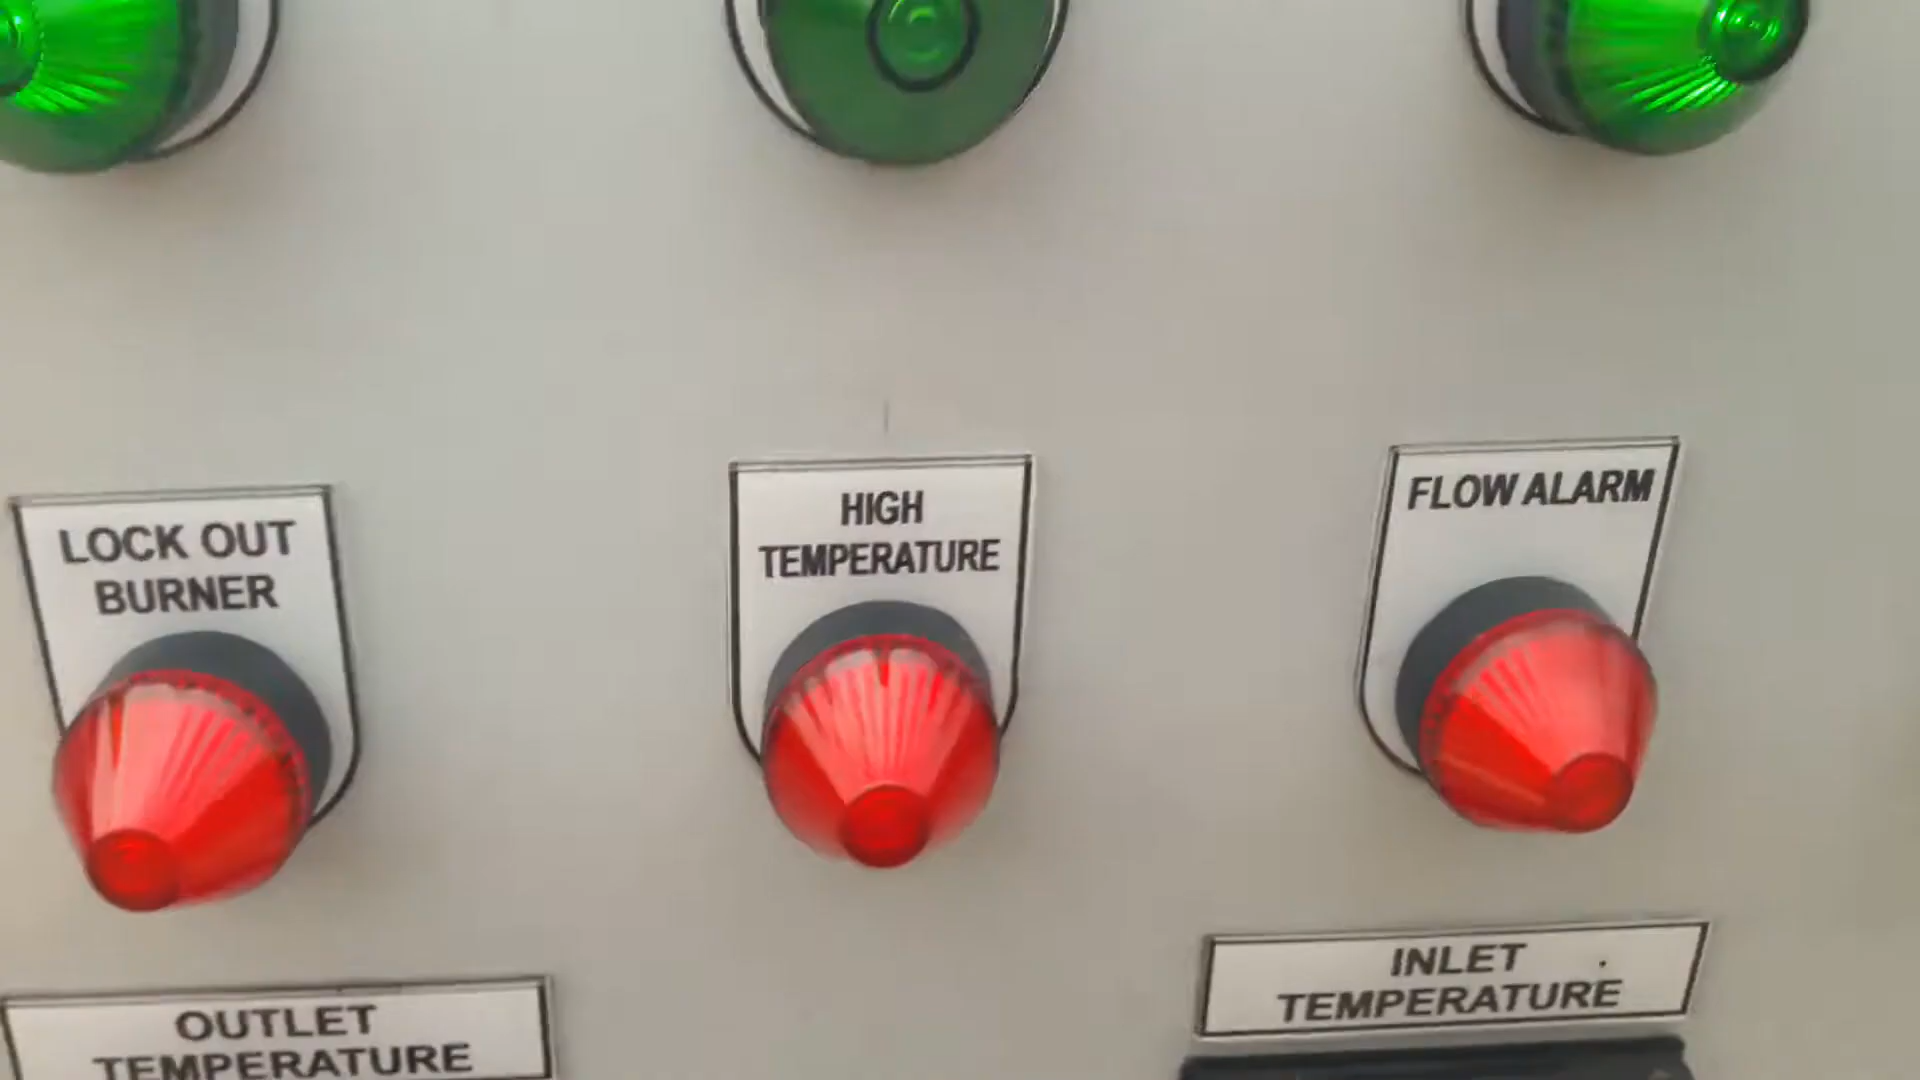 LOCK OUT
BURNER
HIGH
TEMPERATURE
FLOW ALARM
OUTLET
TEMPERATURE
INLET
TEMPERATURE